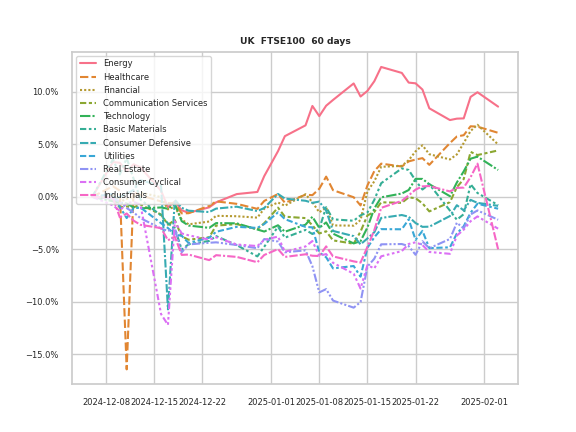 UK FTSE100 60 days
Energy
Healthcare
Financial
Communication Services
Technology
Basic Materials
Consumer Defensive
Utilities
Real Estate
Consumer Cyclical
Industrials
10.0%
5.0%
0.0%
−5.0%
−10.0%
−15.0%
2024-12-08 2024-12-15 2024-12-22 2025-01-01 2025-01-08 2025-01-15 2025-01-22 2025-02-01